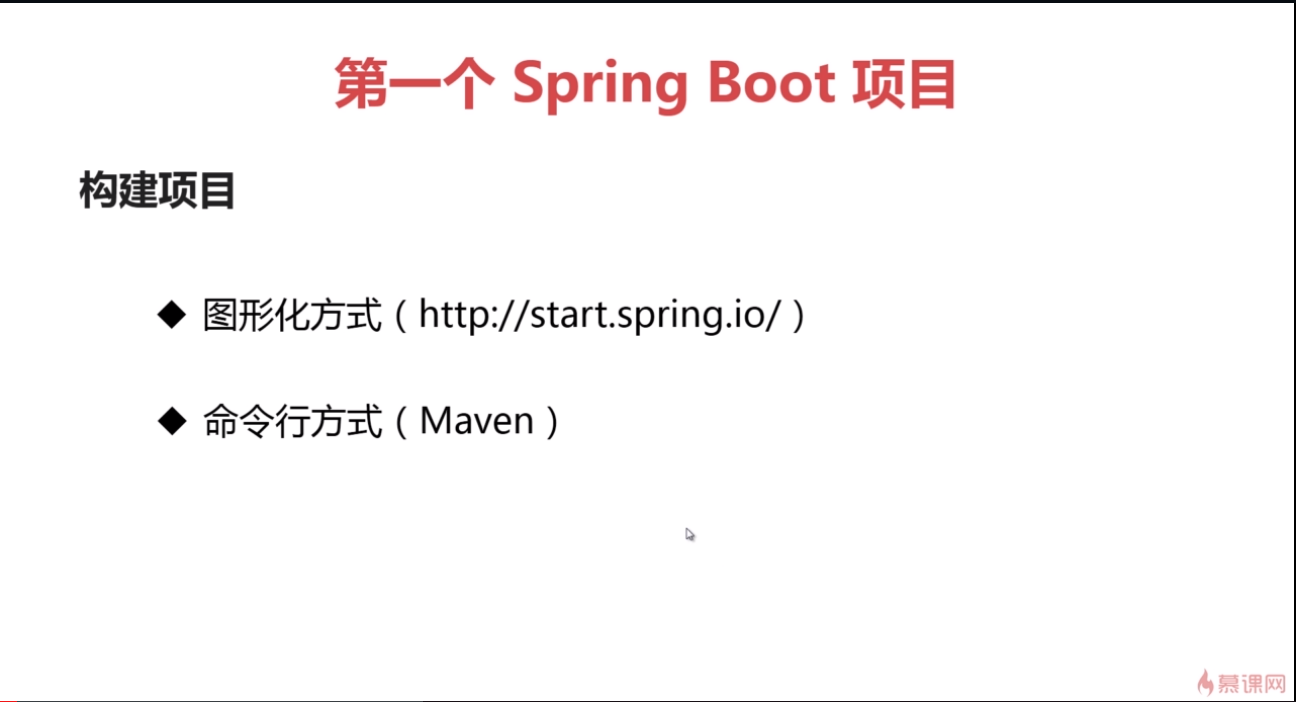 第一个 Spring Boot 项目
构建项目
◆ 图形化方式（http://start.spring.io/）
◆ 命令行方式（Maven）
慕课网